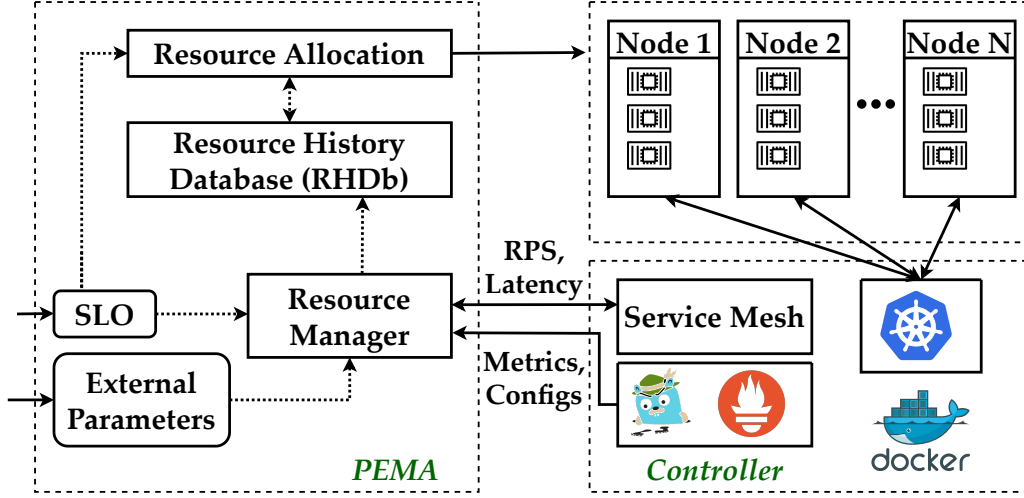 Resource Allocation
Resource History
Database (RHDb)
SLO
Resource
Manager
External
Parameters
PEMA
RPS,
Latency
Metrics,
Configs
Node 1
Node 2
Node N
Service Mesh
Controller
docker